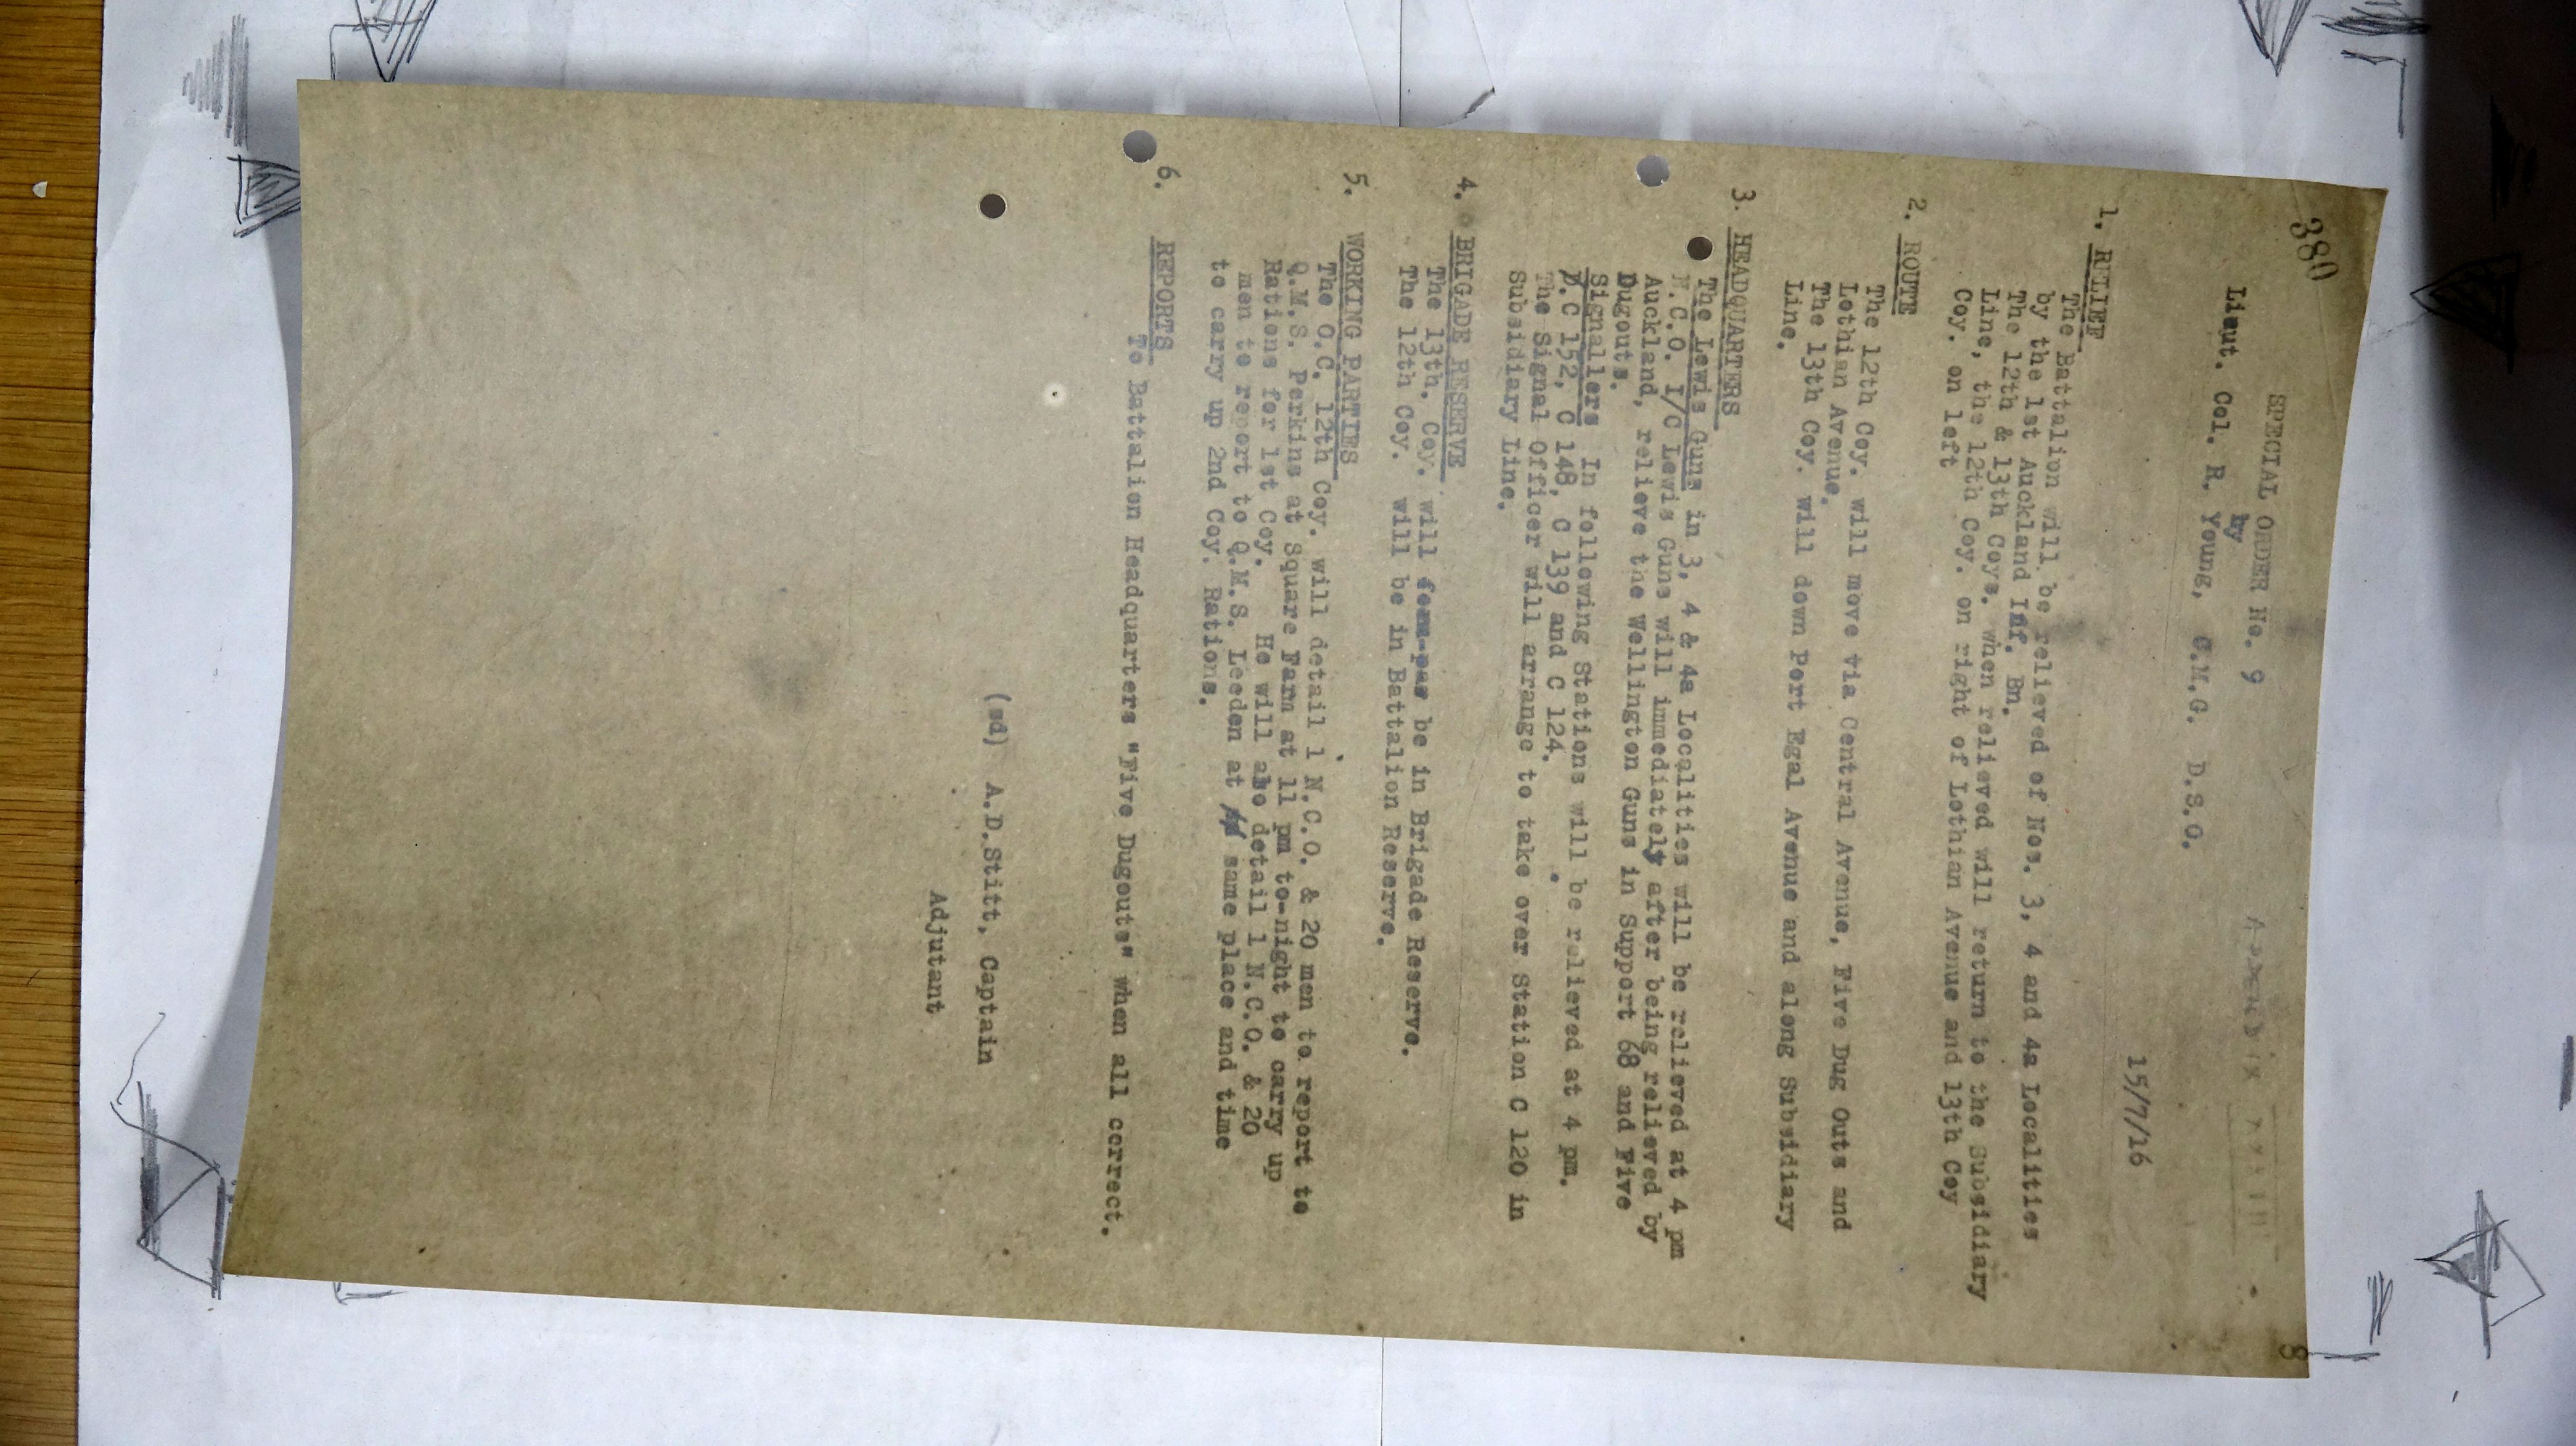 380
8
SPECIAL ORDER No. 9
by
Lieut. Col. R. Young, C.M.G. D.S.O.
Appendix XXVIII
15/7/16
1. RELIEF
The Battalion will be relieved of Nos. 3, 4 and 4a Localities
by the 1st Auckland Inf. Bn.
The 12th & 13th Coys. when relieved will return to the Subsidiary
Line, the 12th Coy. on right of Lothian Avenue and 13th Coy
Coy. on left
2. ROUTE
The 12th Coy. will move via Central Avenue, Five Dug Outs and
Lothian Avenue.
The 13th Coy. will down Port Egal Avenue and along Subsidiary
Line.
3. HEADQUARTERS
The Lewis Guns in 3, 4 & 4a Localities will be relieved at 4 pm
N.C.O. I/C Lewis Guns will immediately after being relieved by
Auckland, relieve the Wellington Guns in Support 68 and Five
Dugouts.
Signallers In following Stations will be relieved at 4 pm.
D.C 152, C 148, C 139 and C 124.
The Signal Officer will arrange to take over Station C 120 in
Subsidiary Line.
4. BRIGADE RESERVE
The 13th. Coy. will form pas be in Brigade Reserve.
The 12th Coy. will be in Battalion Reserve.
5. WORKING PARTIES
The O.C. 12th Coy. will detail 1 N.C.O. & 20 men to report to
Q.M.S. Perkins at Square Farm at 11 pm to-night to carry up
Rations for 1st Coy. He will also detail 1 N.C.O. & 20
men to report to Q.M.S. Leeden at same place and time
to carry up 2nd Coy. Rations.
6. REPORTS
To Battalion Headquarters "Five Dugouts" when all correct.
(sd) A.D.Stitt, Captain
Adjutant